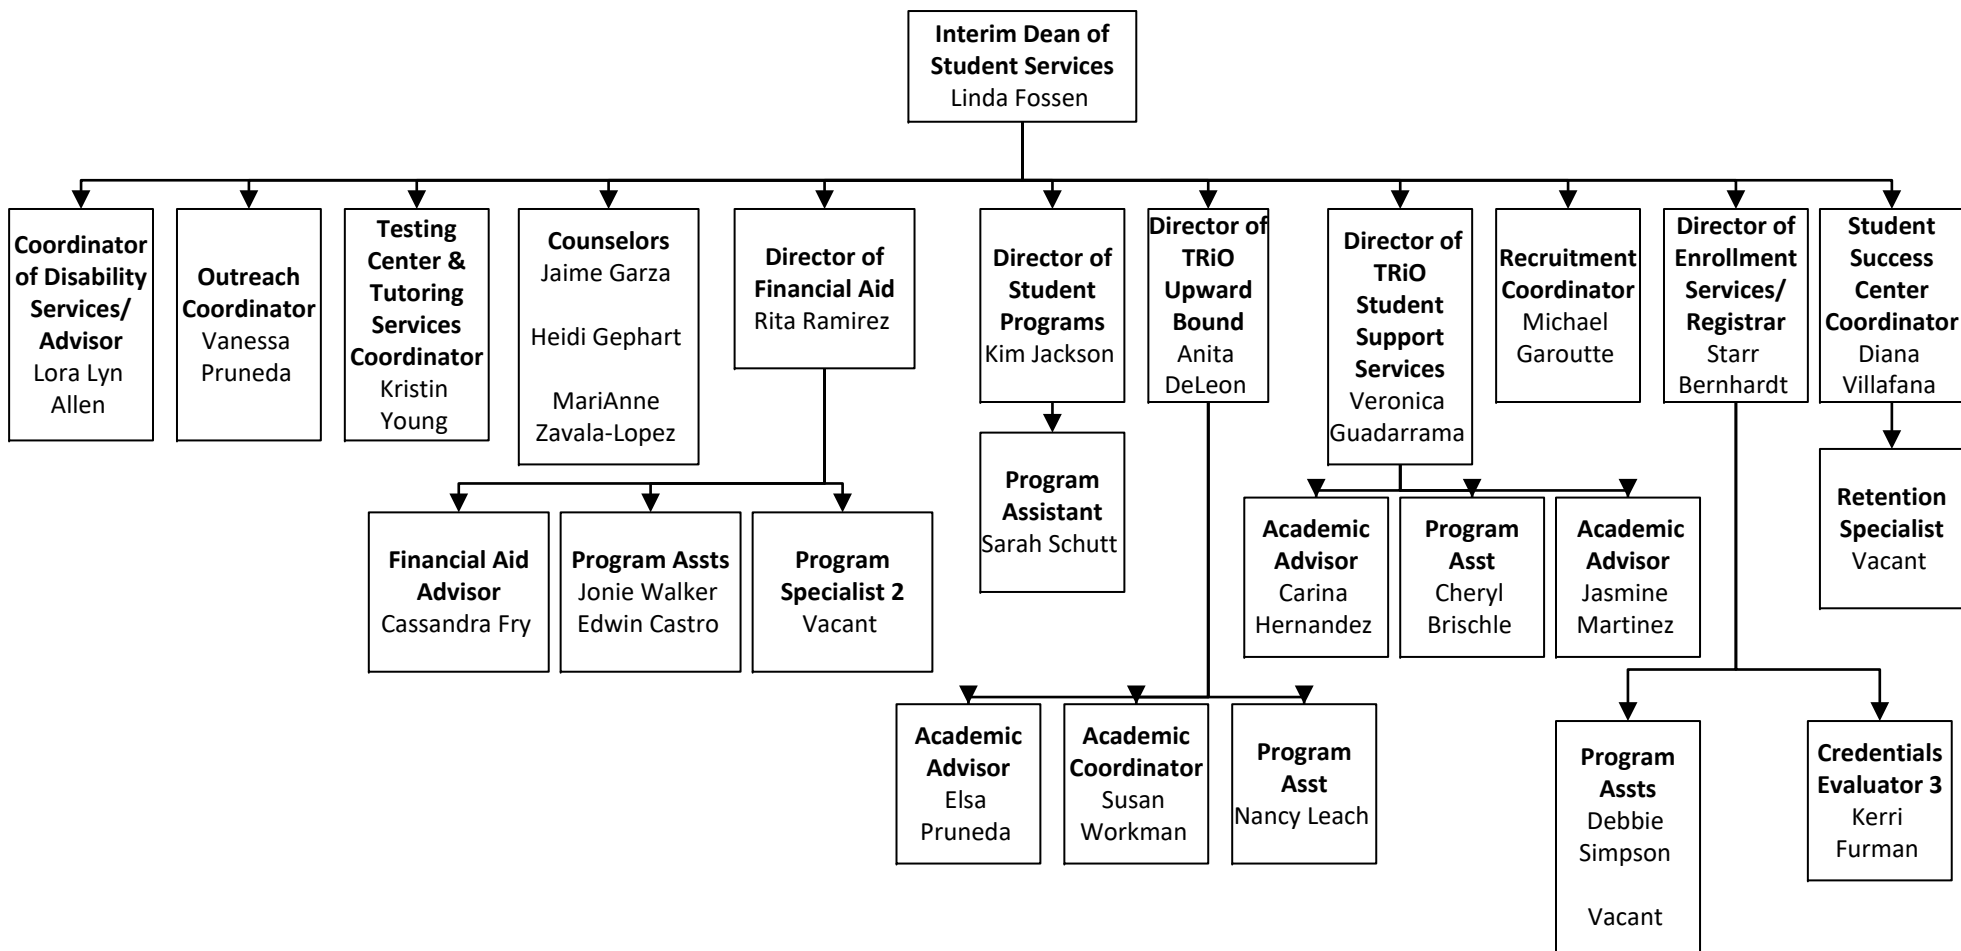 Interim Dean of
Student Services
Linda Fossen
Coordinator
of Disability
Services/
Advisor
Lora Lyn
Allen
Outreach
Coordinator
Vanessa
Pruneda
Testing
Center &
Tutoring
Services
Coordinator
Kristin
Young
Counselors
Jaime Garza
Heidi Gephart
MariAnne
Zavala-Lopez
Director of
Financial Aid
Rita Ramirez
Director of
Student
Programs
Kim Jackson
Director of
TRiO
Upward
Bound
Anita
DeLeon
Director of
TRiO
Student
Support
Services
Veronica
Guadarrama
Recruitment
Coordinator
Michael
Garoutte
Director of
Enrollment
Services/
Registrar
Starr
Bernhardt
Student
Success
Center
Coordinator
Diana
Villafana
Financial Aid
Advisor
Cassandra Fry
Program Assts
Jonie Walker
Edwin Castro
Program
Specialist 2
Vacant
Program
Assistant
Sarah Schutt
Academic
Advisor
Carina
Hernandez
Program
Asst
Cheryl
Brischle
Academic
Advisor
Jasmine
Martinez
Retention
Specialist
Vacant
Academic
Advisor
Elsa
Pruneda
Academic
Coordinator
Susan
Workman
Program
Asst
Nancy Leach
Program
Assts
Debbie
Simpson
Vacant
Credentials
Evaluator 3
Kerri
Furman